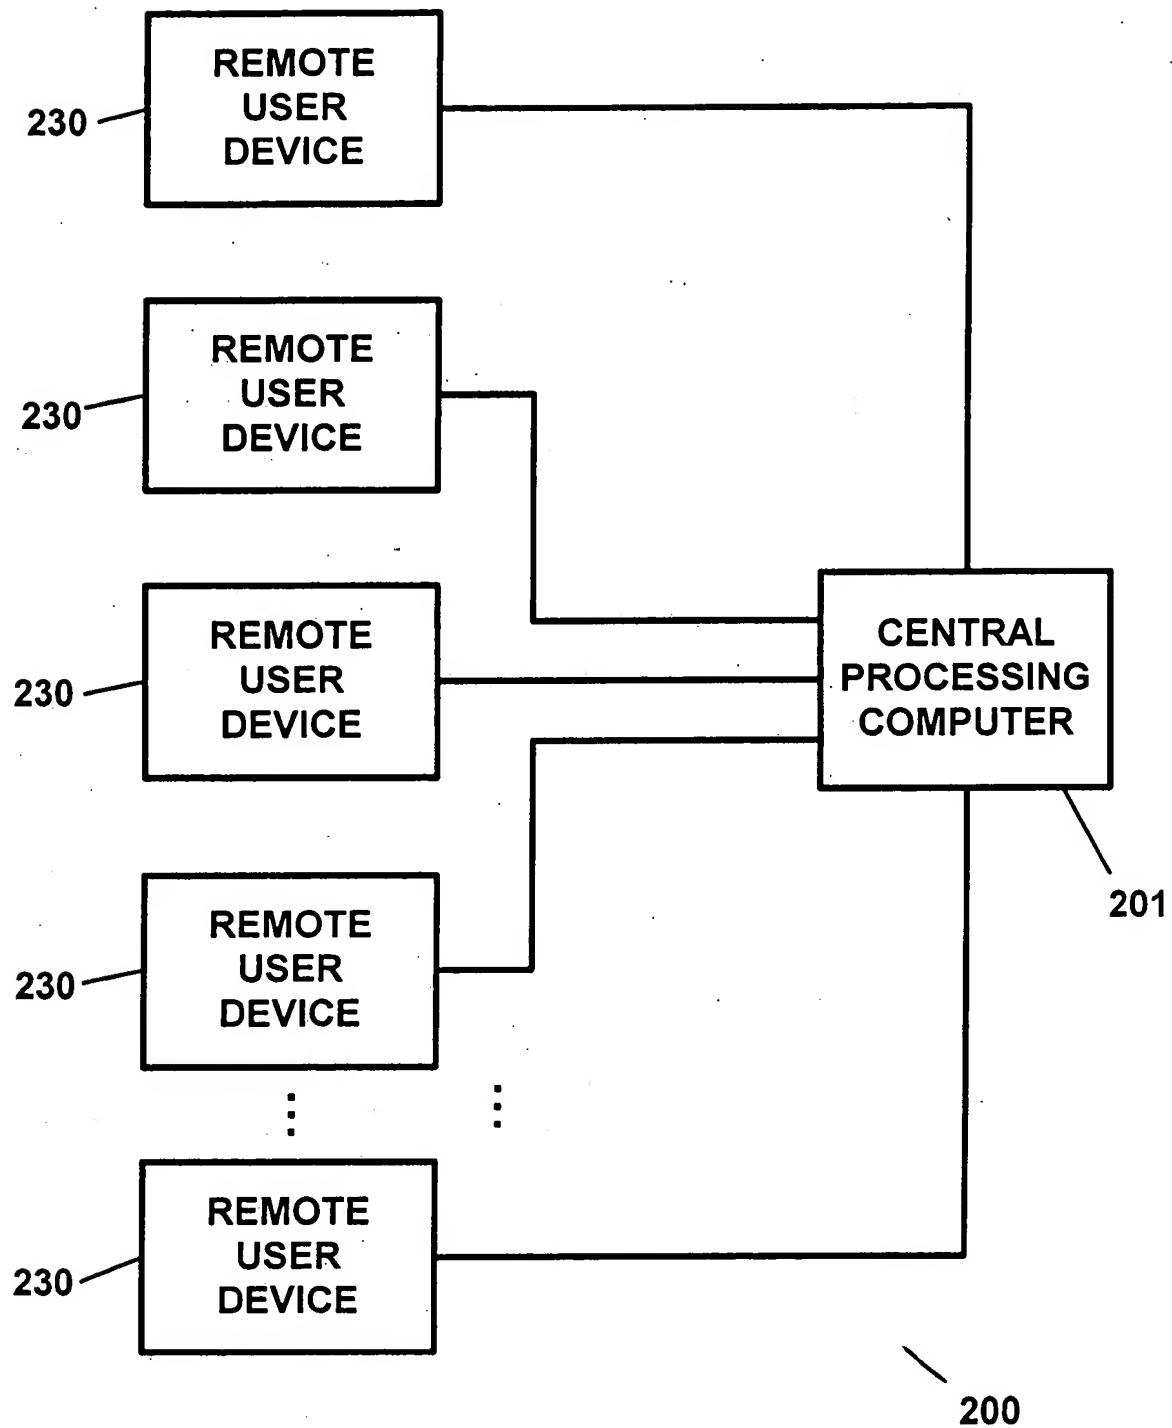 REMOTE
USER
DEVICE
230
REMOTE
USER
DEVICE
230
REMOTE
USER
DEVICE
230
CENTRAL
PROCESSING
COMPUTER
201
REMOTE
USER
DEVICE
230
REMOTE
USER
DEVICE
230
200